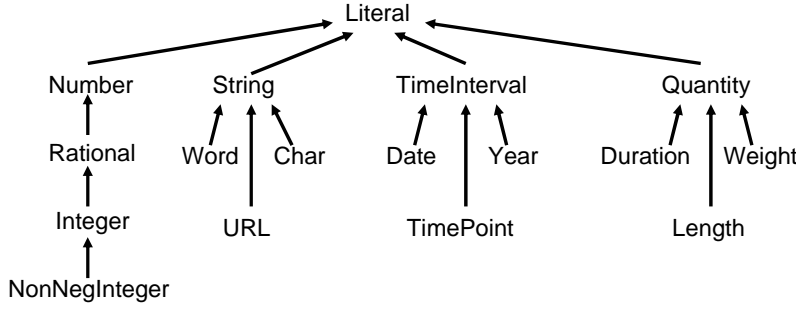 Literal
Number String TimeInterval Quantity
Rational Word Char Date Year Duration Weight
Integer URL TimePoint Length
NonNegInteger